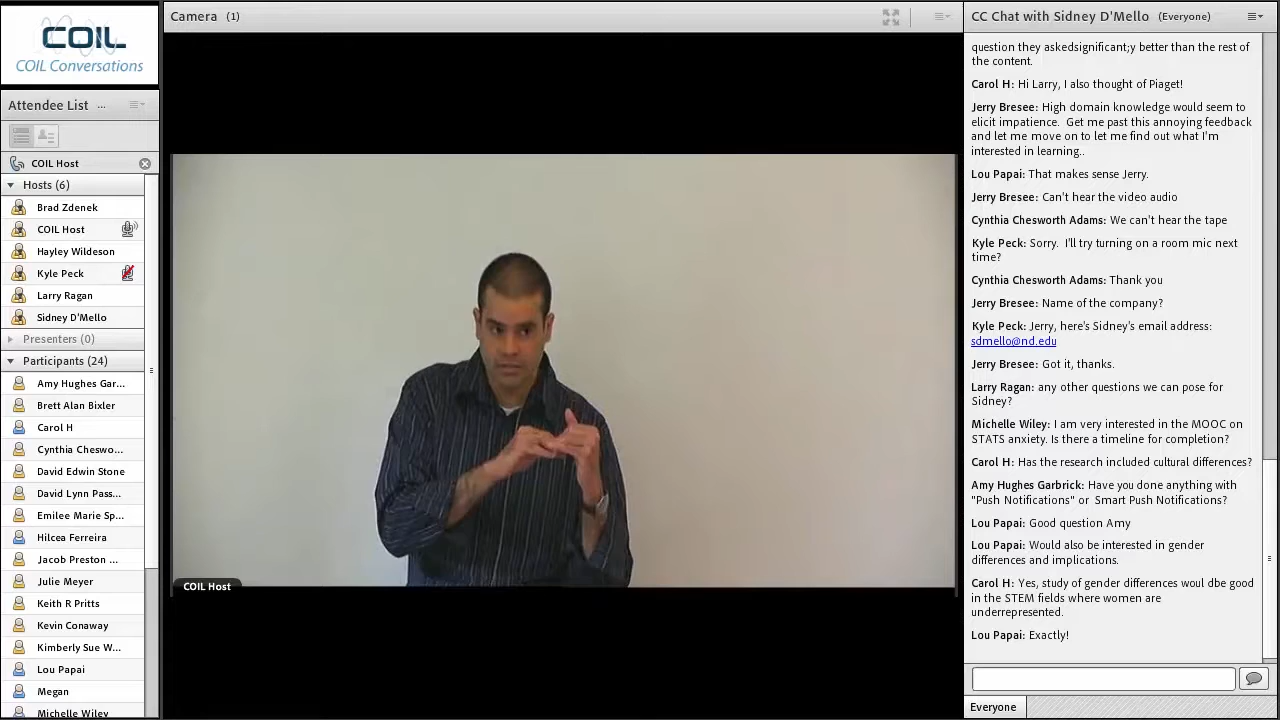 COIL
COIL Conversations
Attendee List ...
COIL Host
Hosts (6)
Brad Zdenek
COIL Host
Hayley Wildeson
Kyle Peck
Larry Ragan
Sidney D'Mello
Presenters (0)
Participants (24)
Amy Hughes Gar...
Brett Alan Bixler
Carol H
Cynthia Geswo...
David Edwin Stone
David Lynn Pass...
Emilee Marie Sp...
Hilcea Ferreira
Jacob Preston ...
Julie Meyer
Keith R Pritts
Kevin Conaway
Kimberly Sue W...
Lou Papai
Megan
Michelle Wiley
Camera (1)
COIL Host
CC Chat with Sidney D'Mello (Everyone)
question they askedsignificant;y better than the rest of
the content.
Carol H: Hi Larry, I also thought of Piaget!
Jerry Bresee: High domain knowledge would seem to
elicit impatience. Get me past this annoying feedback
and let me move on to let me find out what I'm
interested in learning..
Lou Papai: That makes sense Jerry.
Jerry Bresee: Can't hear the video audio
Cynthia Chesworth Adams: We can't hear the tape
Kyle Peck: Sorry. I'll try turning on a room mic next
time?
Cynthia Chesworth Adams: Thank you
Jerry Bresee: Name of the company?
Kyle Peck: Jerry, here's Sidney's email address:
sdmello@nd.edu
Jerry Bresee: Got it, thanks.
Larry Ragan: any other questions we can pose for
Sidney?
Michelle Wiley: I am very interested in the MOOC on
STATS anxiety. Is there a timeline for completion?
Carol H: Has the research included cultural differences?
Amy Hughes Garbrick: Have you done anything with
"Push Notifications" or Smart Push Notifications?
Lou Papai: Good question Amy
Lou Papai: Would also be interested in gender
differences and implications.
Carol H: Yes, study of gender differences woul dbe good
in the STEM fields where women are
underrepresented.
Lou Papai: Exactly!
Everyone